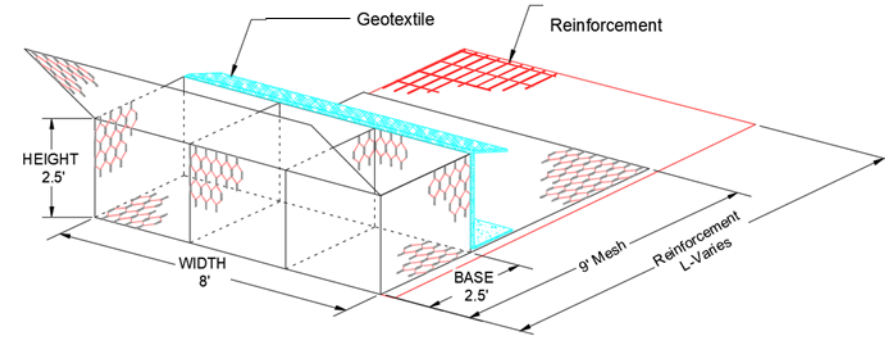 Geotextile
Reinforcement
HEIGHT
2.5'
WIDTH
8'
BASE
2.5'
9' Mesh
Reinforcement
L-Varies